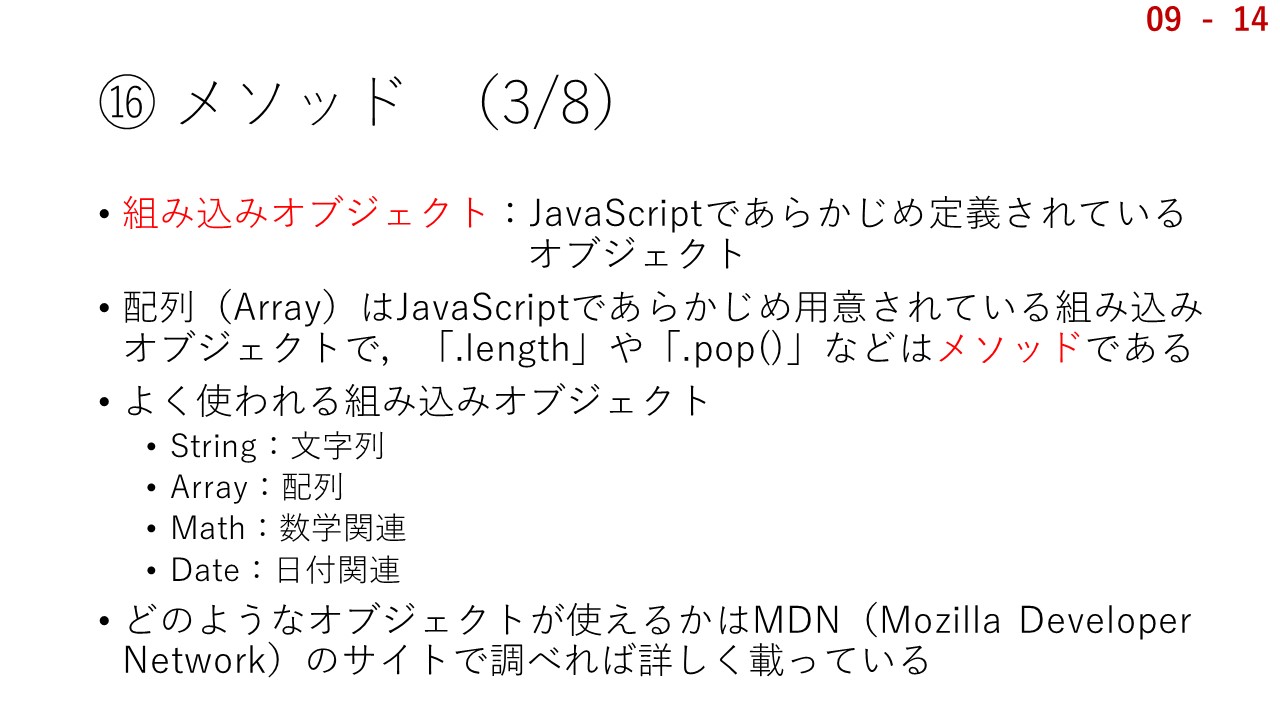 09 - 14
⑯ メソッド （3/8）
• 組み込みオブジェクト：JavaScriptであらかじめ定義されている
オブジェクト
• 配列（Array）はJavaScriptであらかじめ用意されている組み込み
オブジェクトで，「.length」や「.pop()」などはメソッドである
• よく使われる組み込みオブジェクト
• String：文字列
• Array：配列
• Math：数学関連
• Date：日付関連
• どのようなオブジェクトが使えるかはMDN（Mozilla Developer
Network）のサイトで調べれば詳しく載っている